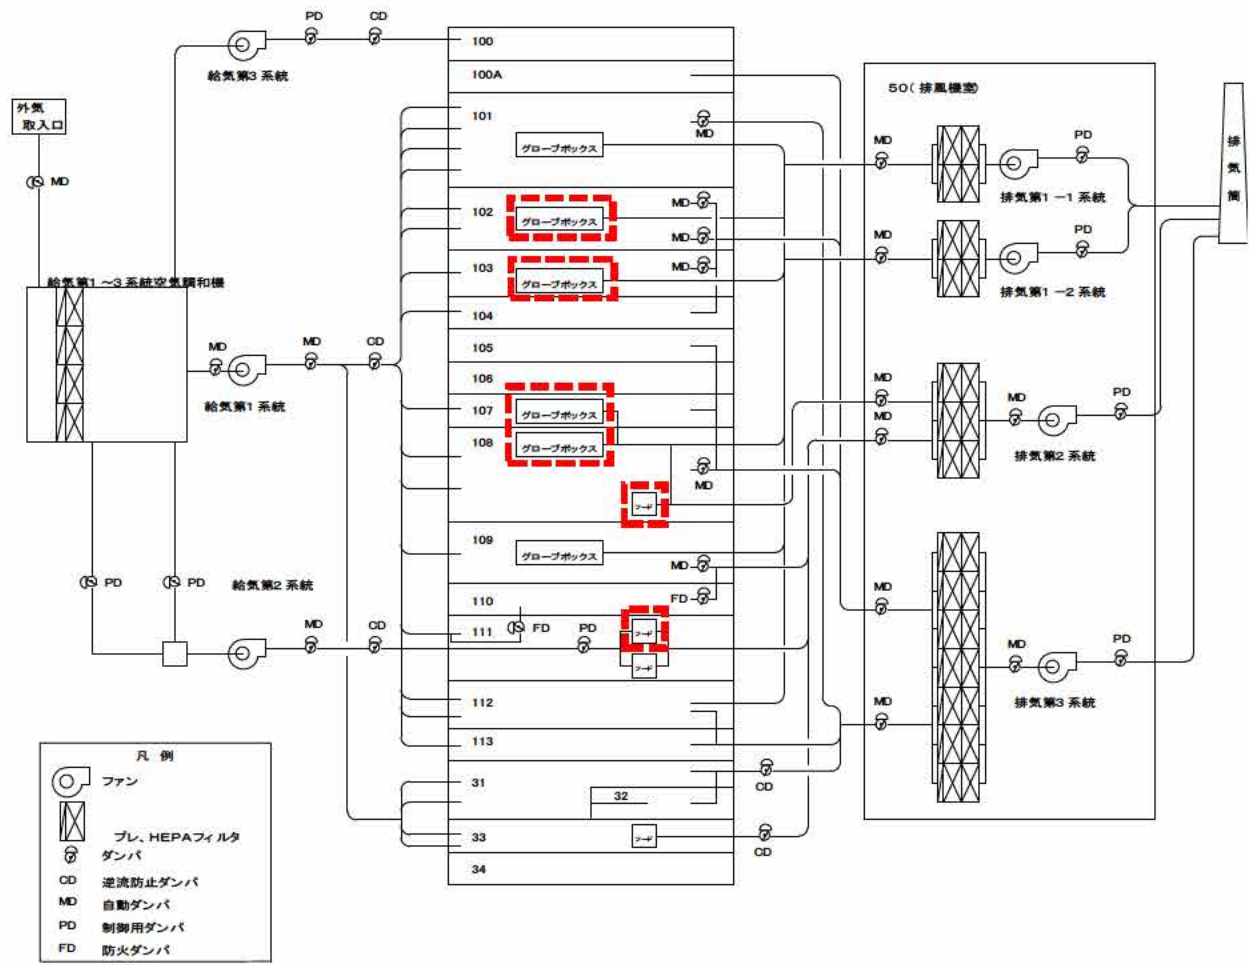 PD
CD
給気第3 系統
外気
取入口
MD
給気第1 ~3 系統空気調和機
MD
MD
CD
給気第1 系統
PD
PD
給気第2 系統
MD
CD
100
100A
101
MD
グローブボックス
102
グローブボックス
MD
MD
103
グローブボックス
MD
104
105
106
107
グローブボックス
108
グローブボックス
MD
フード
109
グローブボックス
MD
110
FD
111
FD
PD
フード
フード
112
113
31
32
CD
33
フード
CD
34
50( 排風機室)
MD
PD
排気第1 -1 系統
MD
PD
排気第1 -2 系統
MD
MD
MD
PD
排気第2 系統
MD
MD
PD
排気第3 系統
MD
排
気
筒
凡 例
ファン
プレ、HEPAフィルタ
ダンパ
CD 逆流防止ダンパ
MD 自動ダンパ
PD 制御用ダンパ
FD 防火ダンパ